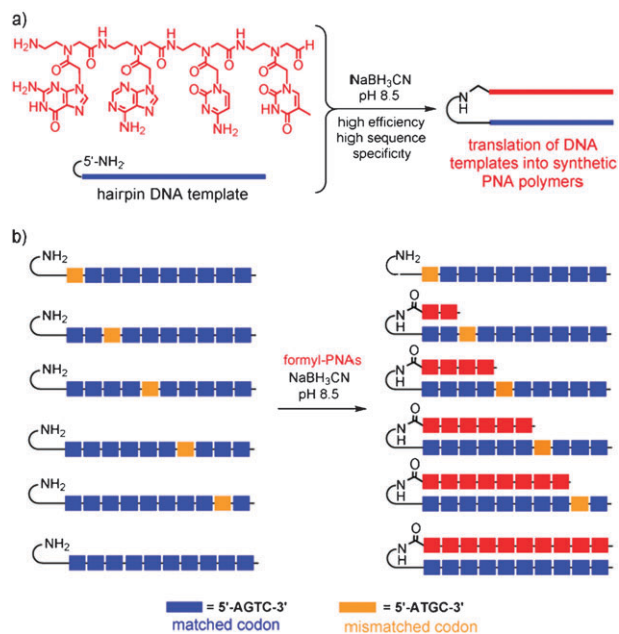 a)
H₂N
N
O
H
N
O
N
O
H
N
O
N
O
H
N
O
N
O
H
O
H₂N
N
N
HN
N
N
O
N
N
N
N
NH₂
O
N
N
NH₂
O
N
HN
O
NaBH₃CN
pH 8.5
high efficiency
high sequence
specificity
H
N
5'-NH₂
hairpin DNA template
translation of DNA
templates into synthetic
PNA polymers
b)
NH₂
NH₂
NH₂
NH₂
NH₂
NH₂
formyl-PNAs
NaBH₃CN
pH 8.5
NH₂
O
N
H
O
N
H
O
N
H
O
N
H
O
N
H
= 5'-AGTC-3'
matched codon
= 5'-ATGC-3'
mismatched codon